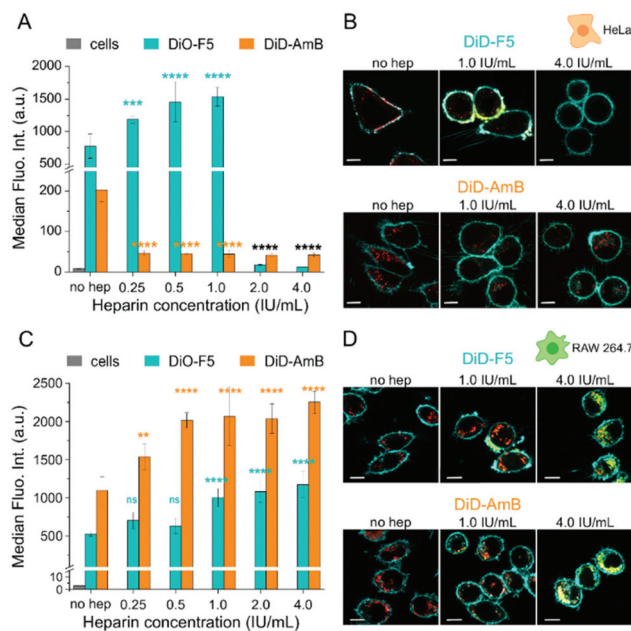 A
cells DiO-F5 DiD-AmB
Median Fluo. Int. (a.u.)
2000
1500
1000
500
200
100
0
*** **** ****
**** **** **** **** ****
no hep 0.25 0.5 1.0 2.0 4.0
Heparin concentration (IU/mL)
B
HeLa
DiD-F5
no hep 1.0 IU/mL 4.0 IU/mL
DiD-AmB
no hep 1.0 IU/mL 4.0 IU/mL
C
cells DiO-F5 DiD-AmB
Median Fluo. Int. (a.u.)
2500
2000
1500
1000
500
10
0
** **** **** **** ****
ns ns **** **** ****
no hep 0.25 0.5 1.0 2.0 4.0
Heparin concentration (IU/mL)
D
RAW 264.7
DiD-F5
no hep 1.0 IU/mL 4.0 IU/mL
DiD-AmB
no hep 1.0 IU/mL 4.0 IU/mL